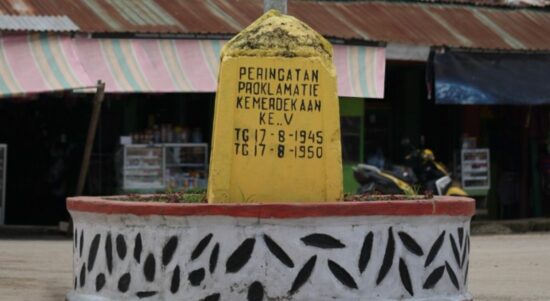 PERINGATAN
PROKLAMATIE
KEMERDEKAAN
KE..V
TG 17-8-1945
TG 17-8-1950